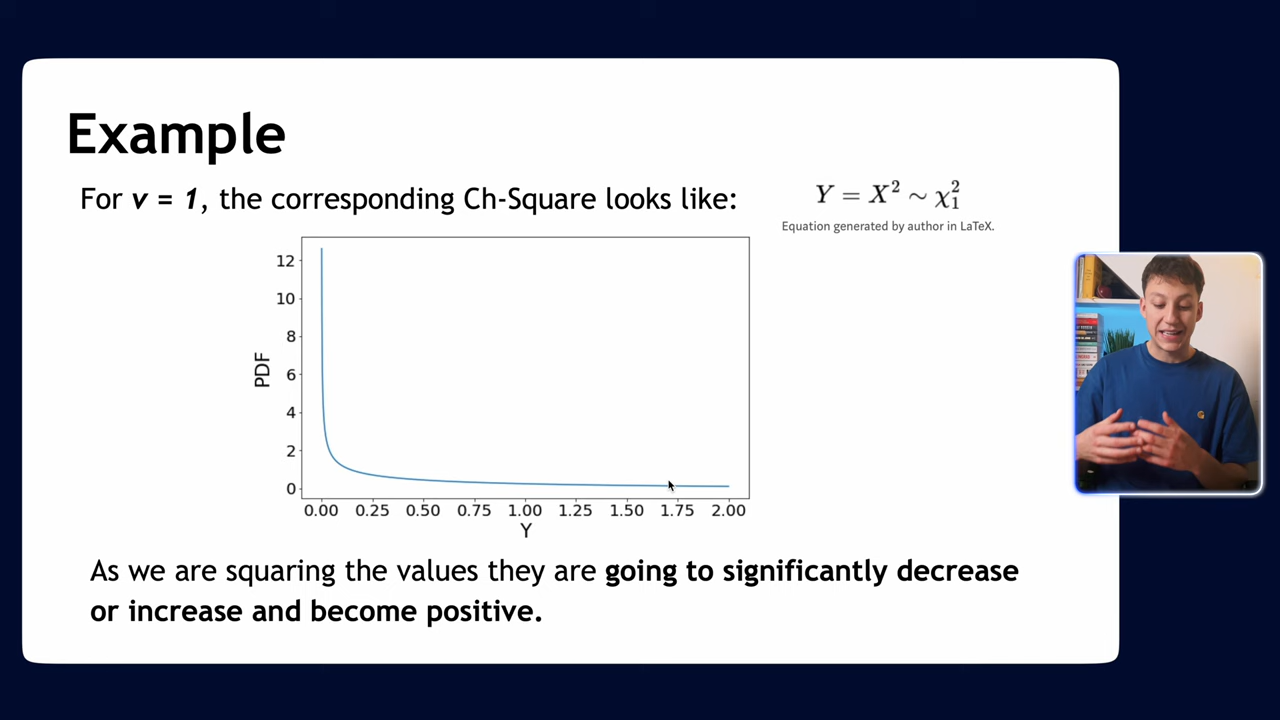 Example
For v = 1, the corresponding Ch-Square looks like:
Y = X² ∼ χ²₁
Equation generated by author in LaTeX.
12
10
8
6
4
2
0
PDF
0.00 0.25 0.50 0.75 1.00 1.25 1.50 1.75 2.00
Y
As we are squaring the values they are going to significantly decrease
or increase and become positive.